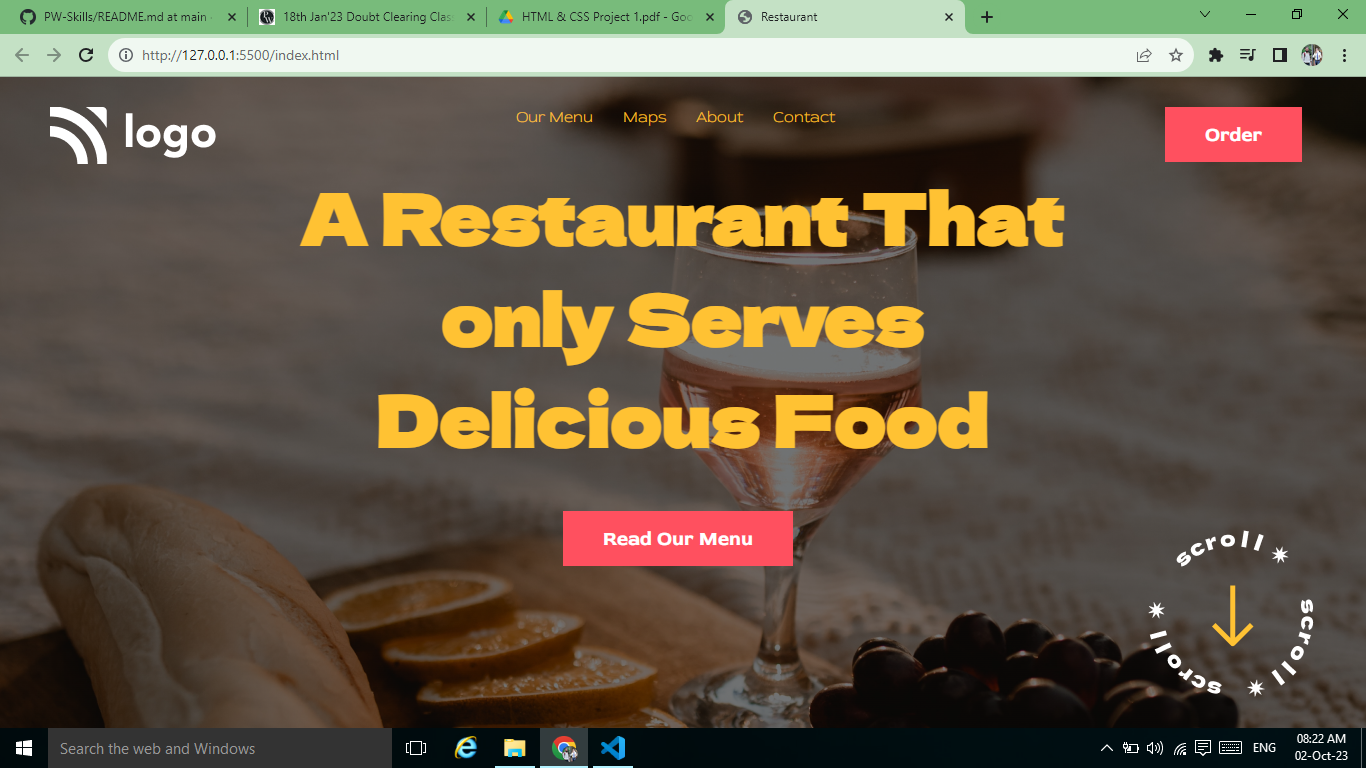 PW-Skills/README.md at main
18th Jan'23 Doubt Clearing Clas
HTML & CSS Project 1.pdf - Goo
Restaurant
http://127.0.0.1:5500/index.html
logo
Our Menu Maps About Contact
Order
A Restaurant That
only Serves
Delicious Food
Read Our Menu
scroll
scroll
scroll
Search the web and Windows
ENG
08:22 AM
02-Oct-23